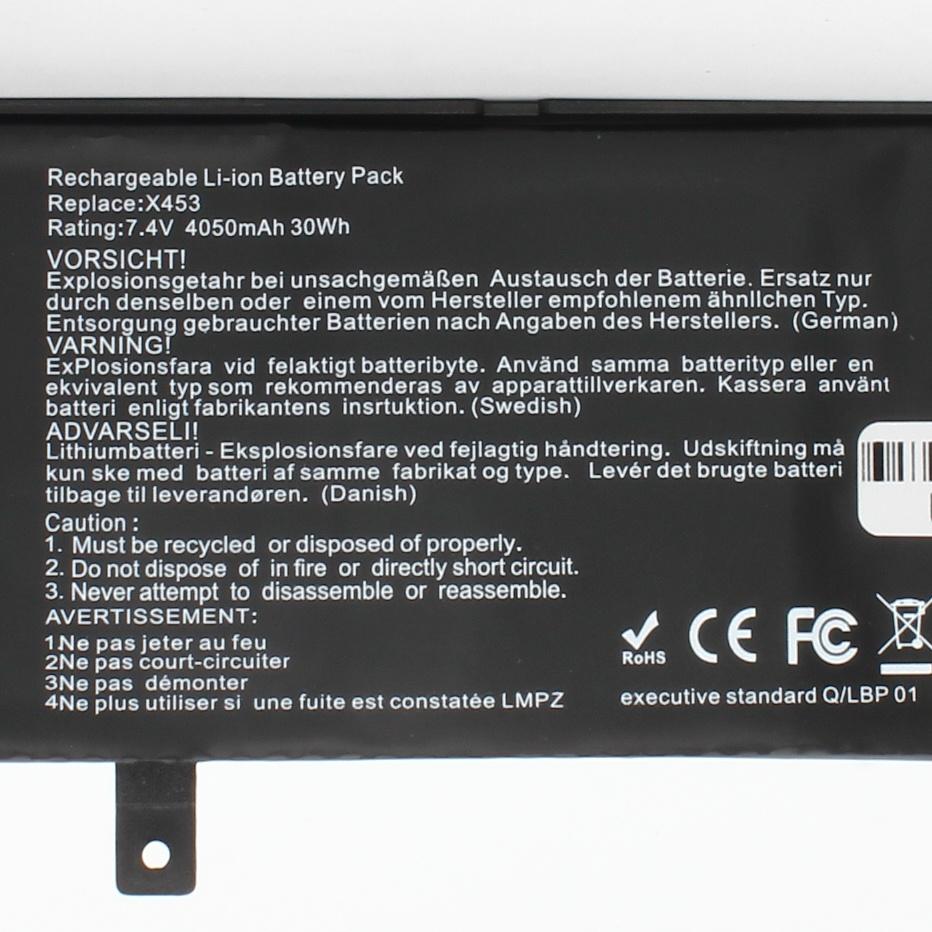 Rechargeable Li-ion Battery Pack
Replace:X453
Rating:7.4V 4050mAh 30Wh
VORSICHT!
Explosionsgetahr bei unsachgemäßen Austausch der Batterie. Ersatz nur
durch denselben oder einem vom Hersteller empfohlenem ähnllchen Typ.
Entsorgung gebrauchter Batterien nach Angaben des Herstellers. (German)
VARNING!
ExPlosionsfara vid felaktigt batteribyte. Använd samma batterityp eller en
ekvivalent typ som rekommenderas av apparattillverkaren. Kassera använt
batteri enligt fabrikantens insrtuktion. (Swedish)
ADVARSELI!
Lithiumbatteri - Eksplosionsfare ved fejlagtig håndtering. Udskiftning må
kun ske med batteri af samme fabrikat og type. Levér det brugte batteri
tilbage til leverandøren. (Danish)
Caution :
1. Must be recycled or disposed of properly.
2. Do not dispose of in fire or directly short circuit.
3. Never attempt to disassemble or reassemble.
AVERTISSEMENT:
1Ne pas jeter au feu
2Ne pas court-circuiter
3Ne pas démonter
4Ne plus utiliser si une fuite est constatée LMPZ
RoHS CE FC
executive standard Q/LBP 01